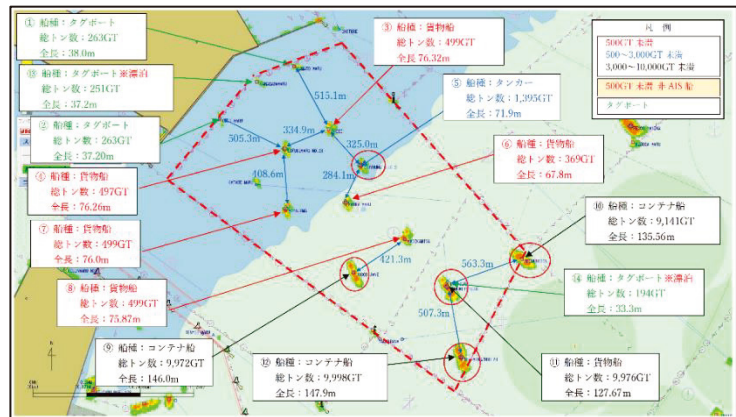 ① 船種：タグボート
総トン数：263GT
全長：38.0m
⑬ 船種：タグボート※漂泊
総トン数：251GT
全長：37.2m
② 船種：タグボート
総トン数：263GT
全長：37.20m
④ 船種：貨物船
総トン数：497GT
全長：76.26m
⑦ 船種：貨物船
総トン数：499GT
全長：76.0m
⑧ 船種：貨物船
総トン数：499GT
全長：75.87m
⑨ 船種：コンテナ船
総トン数：9,972GT
全長：146.0m
⑫ 船種：コンテナ船
総トン数：9,998GT
全長：147.9m
③ 船種：貨物船
総トン数：499GT
全長76.32m
⑤ 船種：タンカー
総トン数：1,395GT
全長：71.9m
⑥ 船種：貨物船
総トン数：369GT
全長：67.8m
⑩ 船種：コンテナ船
総トン数：9,141GT
全長：135.56m
⑭ 船種：タグボート※漂泊
総トン数：194GT
全長：33.3m
⑪ 船種：貨物船
総トン数：9,976GT
全長：127.67m
凡 例
500GT 未満
500～3,000GT 未満
3,000～10,000GT 未満
500GT 未満 非AIS 船
タグボート
515.1m
334.9m
505.3m
325.0m
408.6m
284.1m
421.3m
563.3m
507.3m